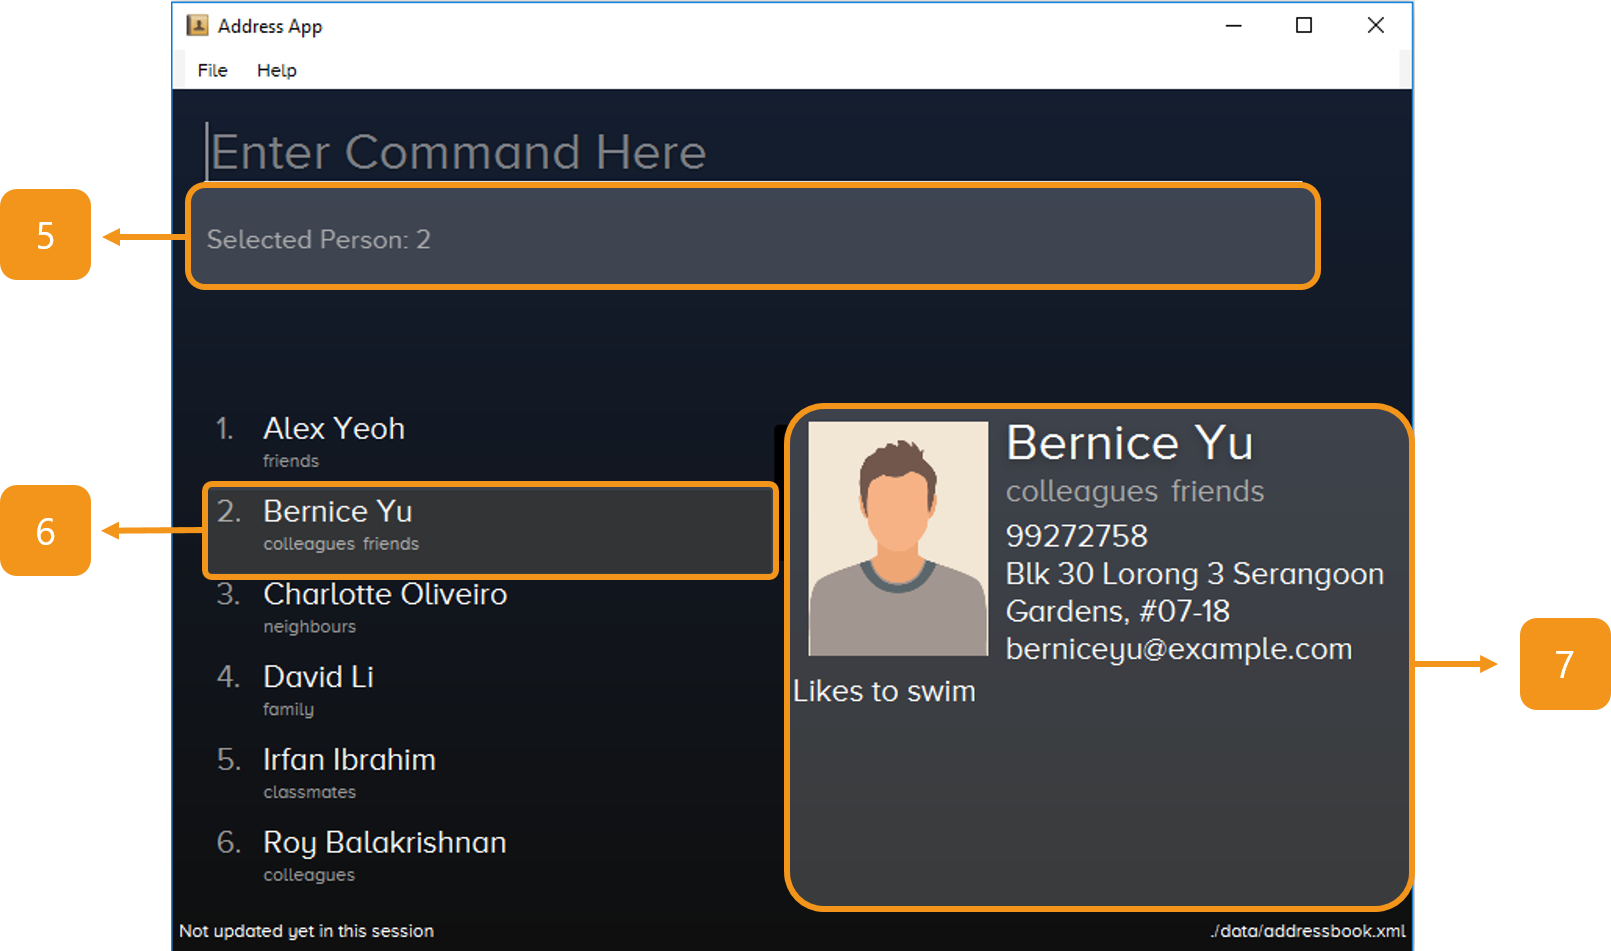 Address App
File Help
Enter Command Here
5
Selected Person: 2
1. Alex Yeoh
friends
6
2. Bernice Yu
colleagues friends
3. Charlotte Oliveiro
neighbours
4. David Li
family
5. Irfan Ibrahim
classmates
6. Roy Balakrishnan
colleagues
Bernice Yu
colleagues friends
99272758
Blk 30 Lorong 3 Serangoon
Gardens, #07-18
berniceyu@example.com
Likes to swim
7
Not updated yet in this session
./data/addressbook.xml